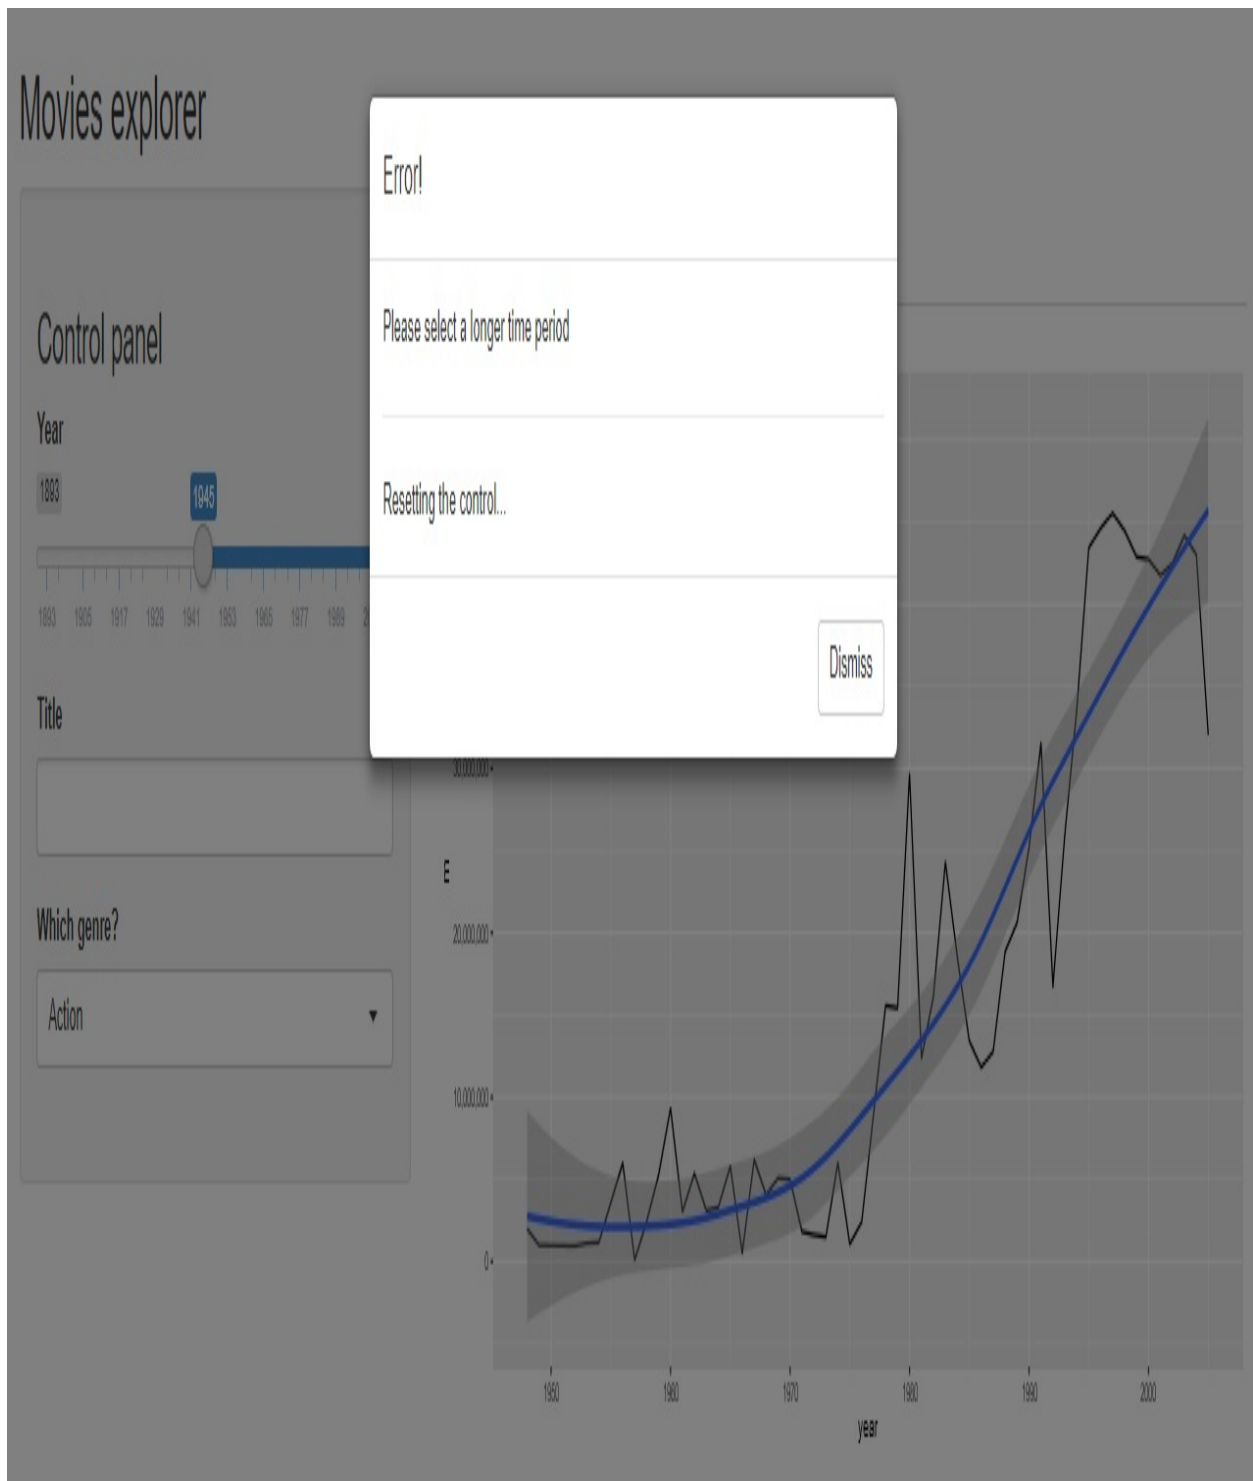 Movies explorer
Error!
Please select a longer time period
Resetting the control...
Dismiss
Control panel
Year
1893
1945
1893 1905 1917 1929 1941 1953 1965 1977 1989
Title
Which genre?
Action
30,000,000
20,000,000
10,000,000
0
m
1950 1960 1970 1980 1990 2000
year